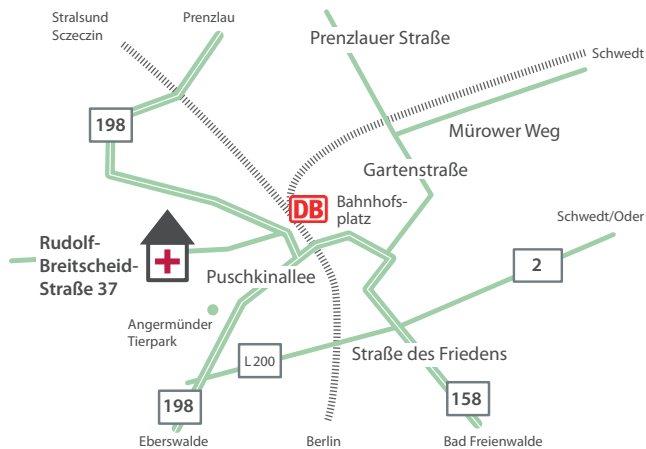 Stralsund
Sczeczin
Prenzlau
Prenzlauer Straße
Schwedt
198
Mürower Weg
Gartenstraße
DB
Bahnhofs-
platz
Schwedt/Oder
Rudolf-
Breitscheid-
Straße 37
2
Puschkinallee
Angermünder
Tierpark
L 200
Straße des Friedens
198
158
Eberswalde
Berlin
Bad Freienwalde